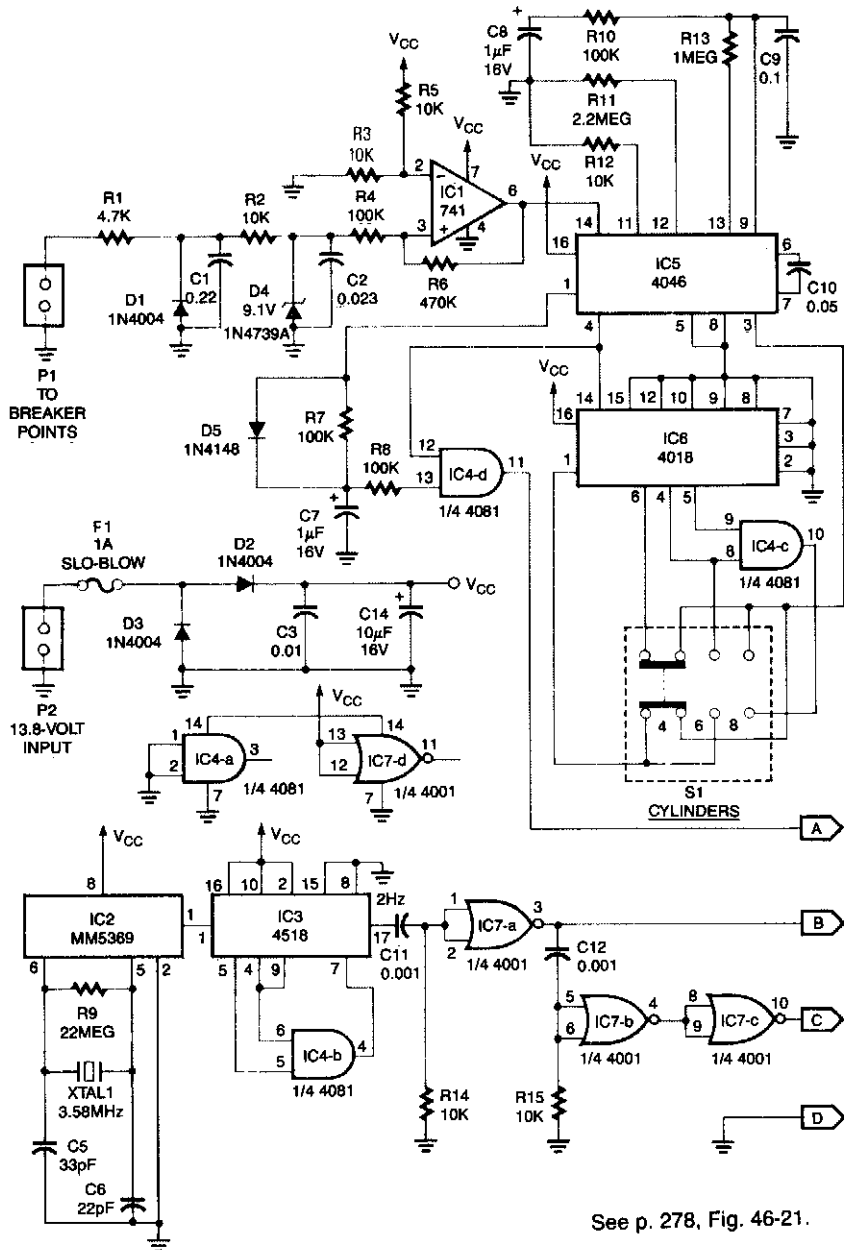 C8
1µF
16V
+
R10
100K
R13
1MEG
C9
0.1
R11
2.2MEG
R12
10K
VCC
R5
10K
R3
10K
VCC
VCC
2
−
7
IC1
741
6
3
+
4
R1
4.7K
R2
10K
R4
100K
R6
470K
C1
0.22
D1
1N4004
D4
9.1V
1N4739A
C2
0.023
14
11
12
13
9
16
1
IC5
4046
6
7
C10
0.05
4
5
8
3
P1
TO
BREAKER
POINTS
D5
1N4148
R7
100K
R8
100K
+
C7
1µF
16V
12
13
IC4-d
11
1/4 4081
VCC
14
15
12
10
9
8
16
1
IC6
4018
7
3
2
6
4
5
9
8
IC4-c
10
1/4 4081
F1
1A
SLO-BLOW
D2
1N4004
VCC
D3
1N4004
C3
0.01
+
C14
10µF
16V
P2
13.8-VOLT
INPUT
4
6
8
S1
CYLINDERS
VCC
14
14
1
2
IC4-a
3
7
1/4 4081
13
12
IC7-d
11
7
1/4 4001
A
VCC
VCC
8
IC2
MM5369
1
6
5
2
16
10
2
15
8
1
IC3
4518
2Hz
17
5
4
9
7
C11
0.001
1
2
IC7-a
3
1/4 4001
B
C12
0.001
R9
22MEG
XTAL1
3.58MHz
6
5
IC4-b
4
1/4 4081
5
6
IC7-b
4
1/4 4001
8
9
IC7-c
10
1/4 4001
C
R14
10K
R15
10K
D
C5
33pF
C6
22pF
See p. 278, Fig. 46-21.